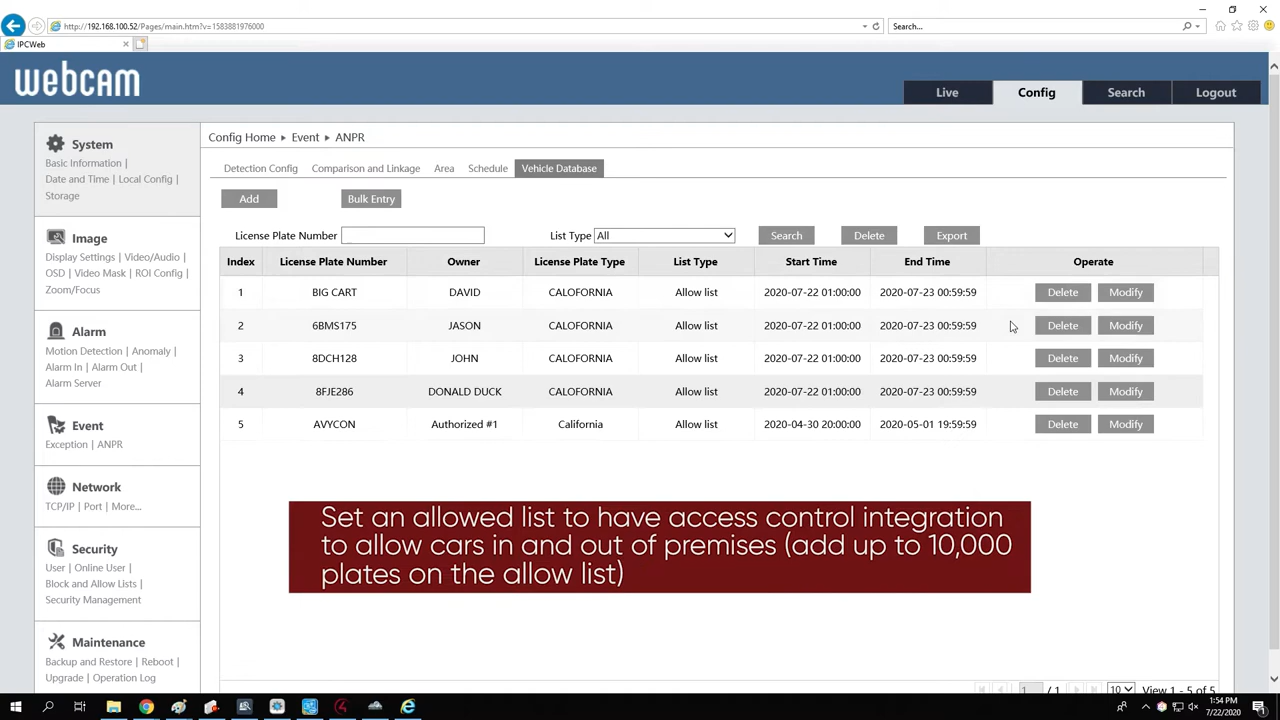 http://192.168.100.52/Pages/main.htm?v=1583881976000
Search...
IPCWeb
webcam
Live Config Search Logout
System
Basic Information |
Date and Time | Local Config |
Storage
Image
Display Settings | Video/Audio |
OSD | Video Mask | ROI Config |
Zoom/Focus
Alarm
Motion Detection | Anomaly |
Alarm In | Alarm Out |
Alarm Server
Event
Exception | ANPR
Network
TCP/IP | Port | More...
Security
User | Online User |
Block and Allow Lists |
Security Management
Maintenance
Backup and Restore | Reboot |
Upgrade | Operation Log
Config Home ▸ Event ▸ ANPR
Detection Config Comparison and Linkage Area Schedule Vehicle Database
Add Bulk Entry
License Plate Number List Type All Search Delete Export
Index License Plate Number Owner License Plate Type List Type Start Time End Time Operate
1 BIG CART DAVID CALOFORNIA Allow list 2020-07-22 01:00:00 2020-07-23 00:59:59 Delete Modify
2 6BMS175 JASON CALOFORNIA Allow list 2020-07-22 01:00:00 2020-07-23 00:59:59 Delete Modify
3 8DCH128 JOHN CALOFORNIA Allow list 2020-07-22 01:00:00 2020-07-23 00:59:59 Delete Modify
4 8FJE286 DONALD DUCK CALOFORNIA Allow list 2020-07-22 01:00:00 2020-07-23 00:59:59 Delete Modify
5 AVYCON Authorized #1 California Allow list 2020-04-30 20:00:00 2020-05-01 19:59:59 Delete Modify
Set an allowed list to have access control integration
to allow cars in and out of premises (add up to 10,000
plates on the allow list)
1 / 1 10 View 1 - 5 of 5
1:54 PM
7/22/2020